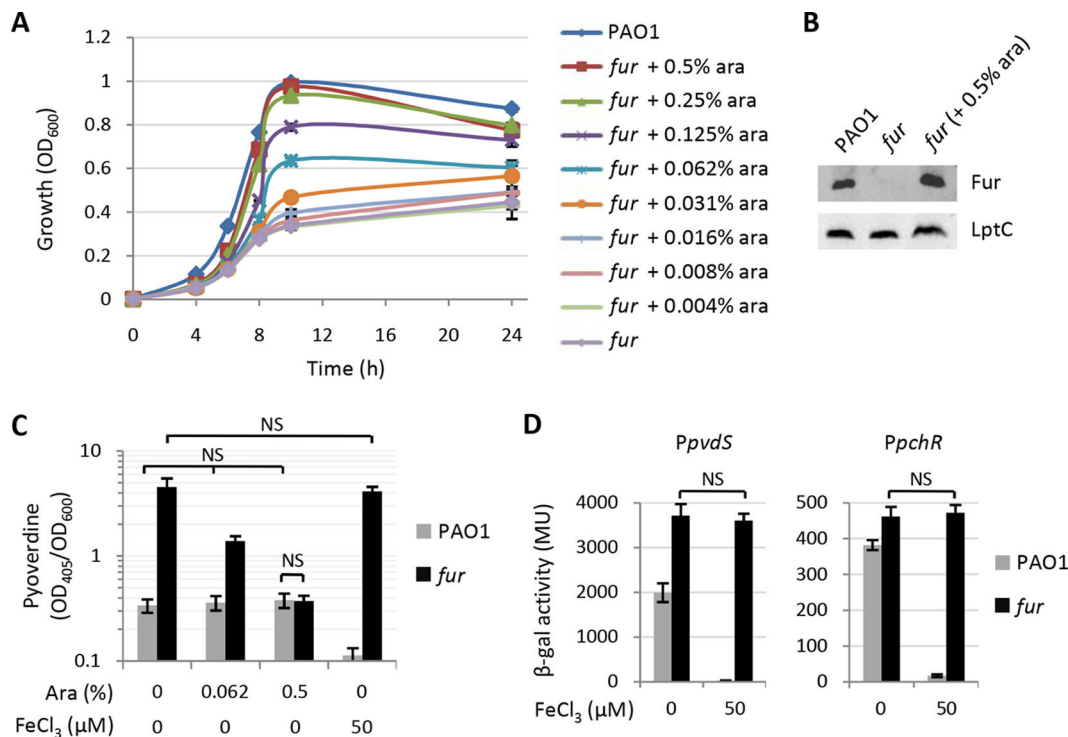 A
Growth (OD600)
1.2
1
0.8
0.6
0.4
0.2
0
0 4 6 8 12 16 20 24
Time (h)
PAO1
fur + 0.5% ara
fur + 0.25% ara
fur + 0.125% ara
fur + 0.062% ara
fur + 0.031% ara
fur + 0.016% ara
fur + 0.008% ara
fur + 0.004% ara
fur
B
PAO1
fur
fur (+ 0.5% ara)
Fur
LptC
C
Pyoverdine
(OD405/OD600)
10
1
0.1
NS
NS
NS
PAO1
fur
Ara (%) 0 0.062 0.5 0
FeCl3 (μM) 0 0 0 50
D
PpvdS
NS
β-gal activity (MU)
4000
3000
2000
1000
0
FeCl3 (μM) 0 50
PpchR
NS
500
400
300
200
100
0
0 50
PAO1
fur